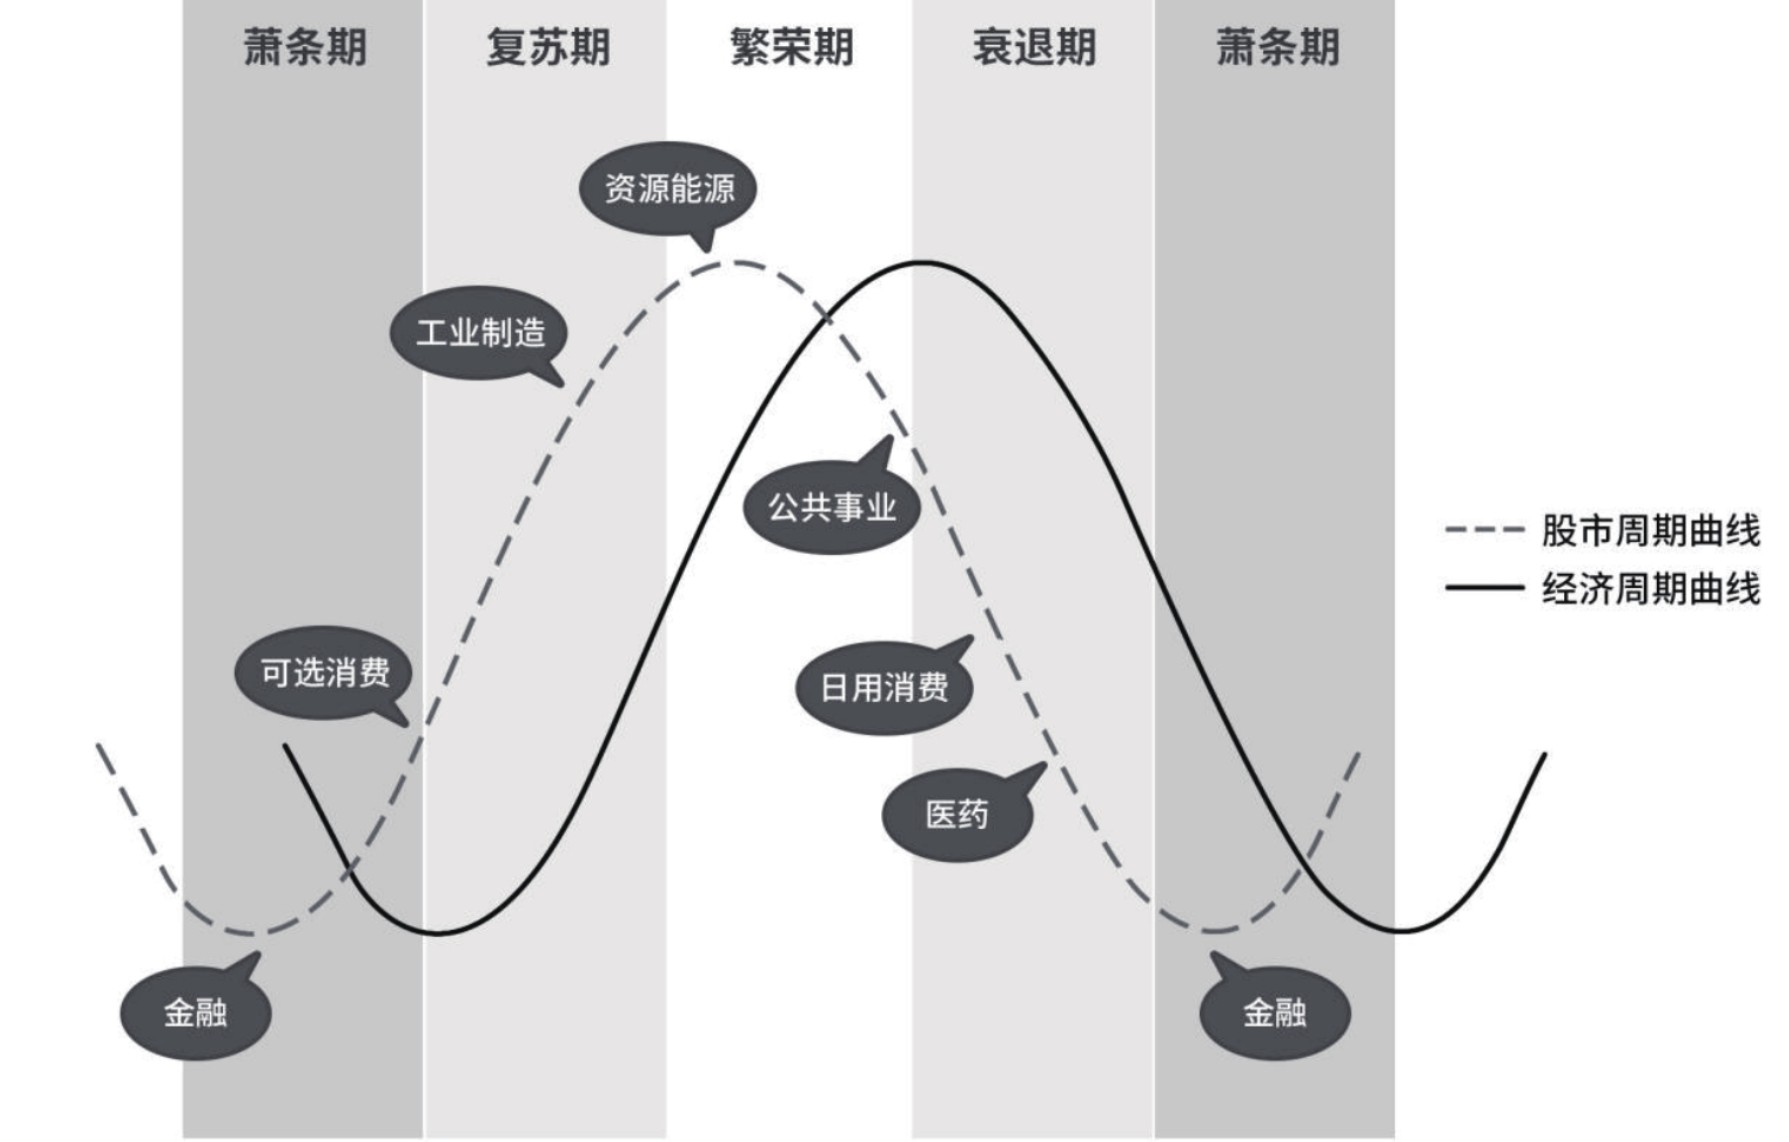 萧条期
复苏期
繁荣期
衰退期
萧条期
资源能源
工业制造
公共事业
股市周期曲线
经济周期曲线
可选消费
日用消费
医药
金融
金融